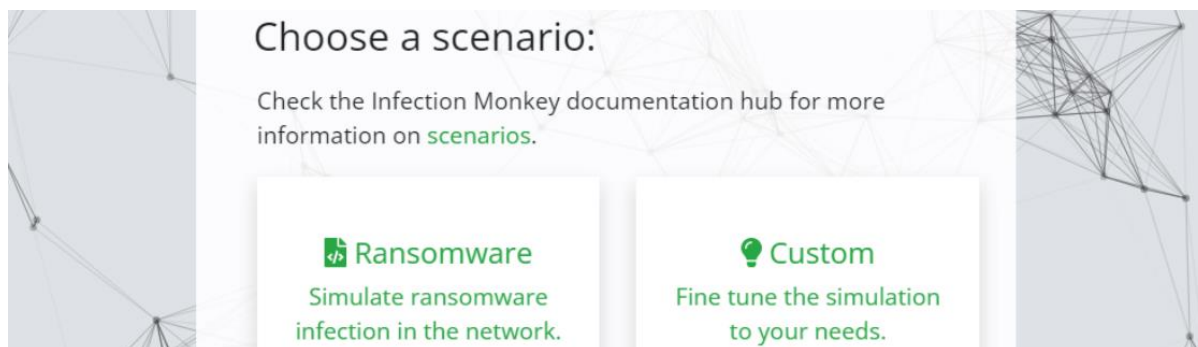 Choose a scenario:
Check the Infection Monkey documentation hub for more
information on scenarios.
Ransomware
Simulate ransomware
infection in the network.
Custom
Fine tune the simulation
to your needs.